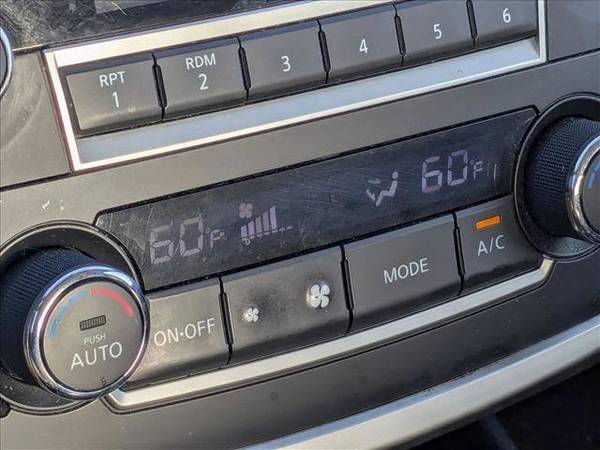 RPT 1
RDM 2
3
4
5
6
60F
60F
PUSH
AUTO
ON•OFF
MODE
A/C